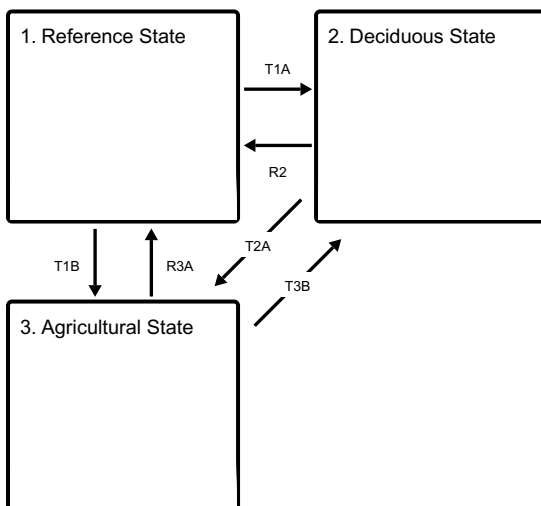 1. Reference State
2. Deciduous State
T1A
R2
T2A
T1B
R3A
T3B
3. Agricultural State